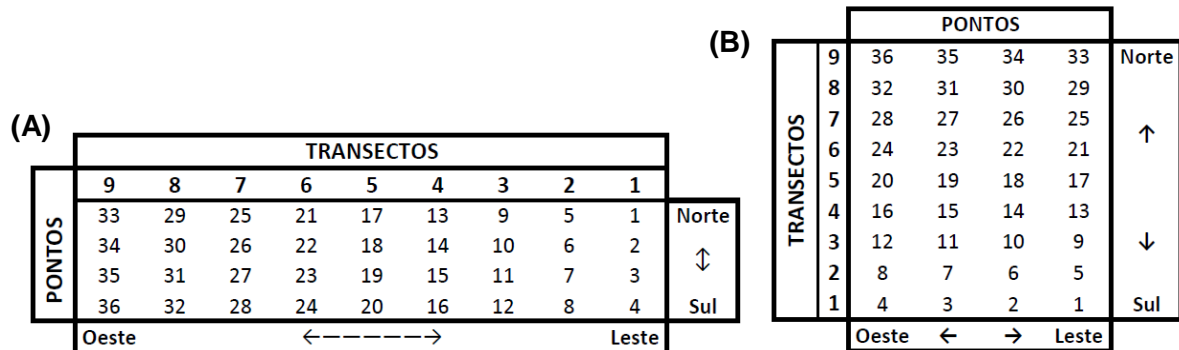 (A)
TRANSECTOS
PONTOS
9 8 7 6 5 4 3 2 1
33 29 25 21 17 13 9 5 1 Norte
34 30 26 22 18 14 10 6 2
35 31 27 23 19 15 11 7 3 ↕
36 32 28 24 20 16 12 8 4 Sul
Oeste ←—————→ Leste
(B)
PONTOS
TRANSECTOS
9 36 35 34 33 Norte
8 32 31 30 29
7 28 27 26 25 ↑
6 24 23 22 21
5 20 19 18 17
4 16 15 14 13
3 12 11 10 9 ↓
2 8 7 6 5
1 4 3 2 1 Sul
Oeste ← → Leste